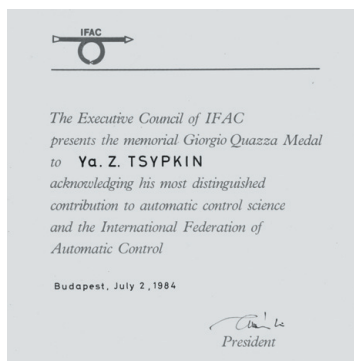 IFAC
The Executive Council of IFAC
presents the memorial Giorgio Quazza Medal
to Ya. Z. TSYPKIN
acknowledging his most distinguished
contribution to automatic control science
and the International Federation of
Automatic Control
Budapest, July 2, 1984
President